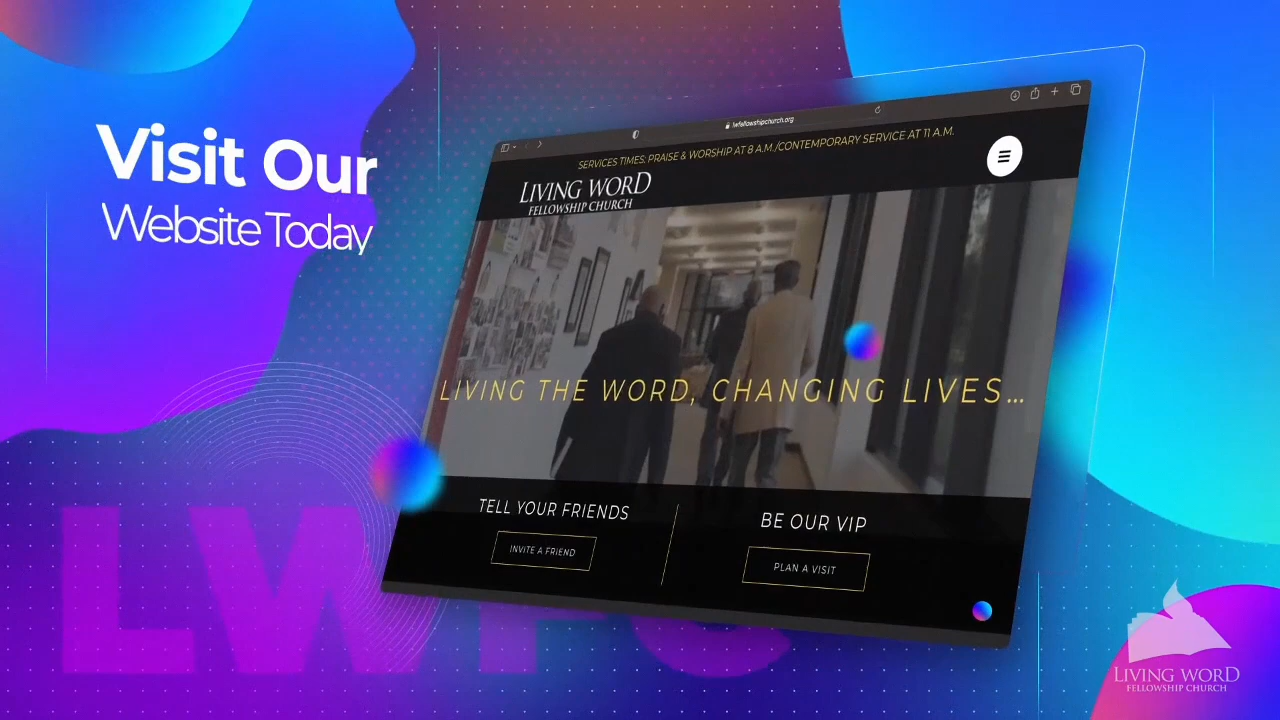 Visit Our
Website Today
lwfellowshipchurch.org
SERVICES TIMES: PRAISE & WORSHIP AT 8 A.M./CONTEMPORARY SERVICE AT 11 A.M.
LIVING WORD
FELLOWSHIP CHURCH
LIVING THE WORD, CHANGING LIVES...
TELL YOUR FRIENDS
INVITE A FRIEND
BE OUR VIP
PLAN A VISIT
LWFC
LIVING WORD
FELLOWSHIP CHURCH